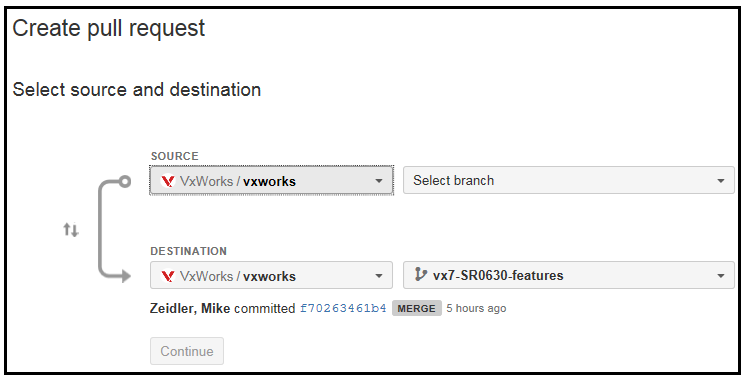 Create pull request
Select source and destination
SOURCE
VxWorks / vxworks
Select branch
DESTINATION
VxWorks / vxworks
vx7-SR0630-features
Zeidler, Mike committed f70263461b4 MERGE 5 hours ago
Continue